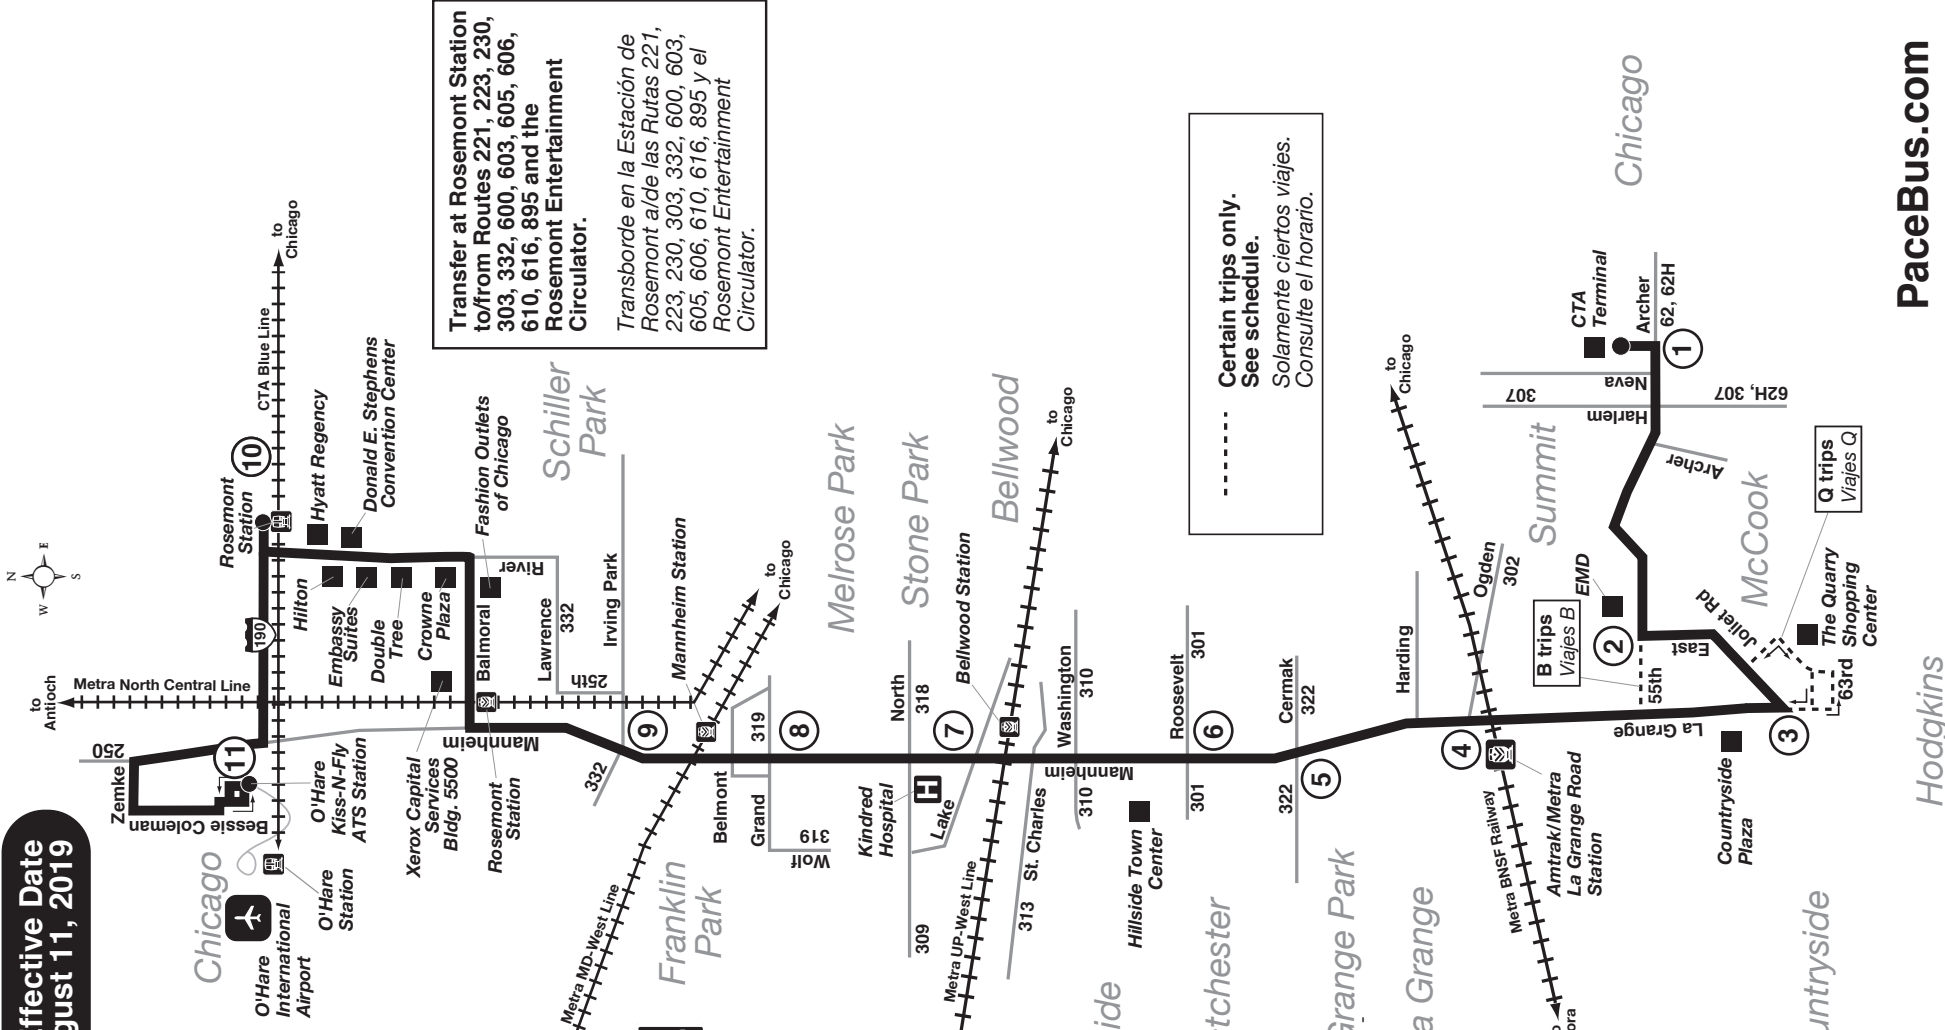 ffective Date
gust 11, 2019
N
E
S
W
Transfer at Rosemont Station
to/from Routes 221, 223, 230,
303, 332, 600, 603, 605, 606,
610, 616, 895 and the
Rosemont Entertainment
Circulator.
Transborde en la Estación de
Rosemont a/de las Rutas 221,
223, 230, 303, 332, 600, 603,
605, 606, 610, 616, 895 y el
Rosemont Entertainment
Circulator.
to
Antioch
Metra North Central Line
CTA Blue Line
to
Chicago
190
10
Rosemont
Station
Hyatt Regency
Donald E. Stephens
Convention Center
Fashion Outlets
of Chicago
Hilton
Embassy
Suites
Double
Tree
Crowne
Plaza
Balmoral
River
Lawrence
332
25th
Irving Park
Schiller
Park
250
Zemke
Bessie Coleman
11
O'Hare
Kiss-N-Fly
ATS Station
Xerox Capital
Services
Bldg. 5500
Mannheim
Rosemont
Station
Chicago
O'Hare
International
Airport
O'Hare
Station
332
9
Mannheim Station
to
Chicago
Metra MD-West Line
Franklin
Park
Belmont
319
Grand
8
319
Wolf
Melrose Park
Stone Park
North
318
309
Kindred
Hospital
H
Lake
7
Bellwood Station
Bellwood
to
Chicago
Metra UP-West Line
St. Charles
313
Washington
310
310
Mannheim
Hillside Town
Center
Roosevelt
301
301
6
Cermak
322
322
5
ide
tchester
Grange Park
a Grange
Certain trips only.
See schedule.
Solamente ciertos viajes.
Consulte el horario.
Harding
to
Chicago
Ogden
302
4
Metra BNSF Railway
Amtrak/Metra
La Grange Road
Station
ora
Summit
EMD
B trips
Viajes B
2
55th
East
Joliet Rd
McCook
La Grange
Countryside
Plaza
3
63rd
The Quarry
Shopping
Center
Q trips
Viajes Q
Hodgkins
untryside
Chicago
CTA
Terminal
Archer
62, 62H
1
Neva
307
Harlem
62H, 307
Archer
PaceBus.com